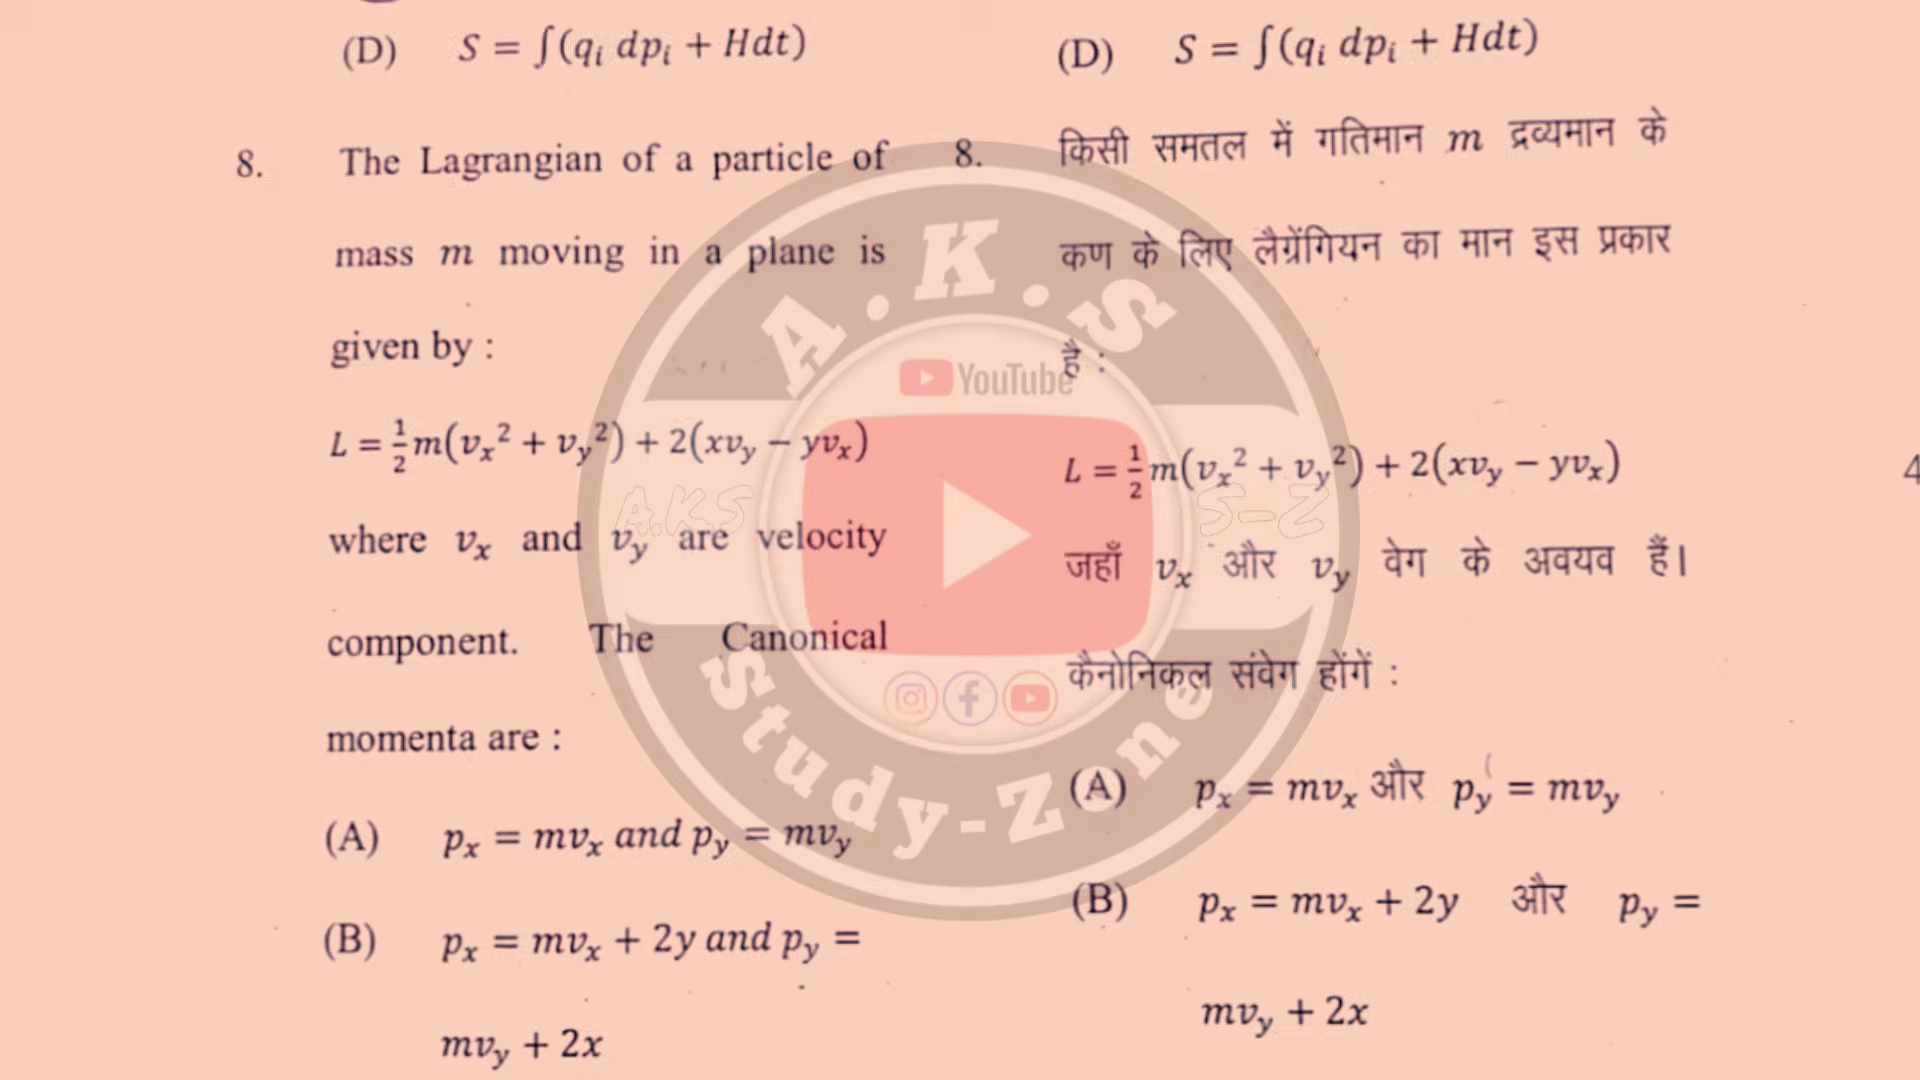 (D) S = ∫(qᵢ dpᵢ + Hdt)
8. The Lagrangian of a particle of
mass m moving in a plane is
given by :
L = ½m(vₓ² + v_y²) + 2(xv_y − yvₓ)
where vₓ and v_y are velocity
component. The Canonical
momenta are :
(A) pₓ = mvₓ and p_y = mv_y
(B) pₓ = mvₓ + 2y and p_y =
mv_y + 2x
(D) S = ∫(qᵢ dpᵢ + Hdt)
8. किसी समतल में गतिमान m द्रव्यमान के
कण के लिए लैग्रेंगियन का मान इस प्रकार
है :
L = ½m(vₓ² + v_y²) + 2(xv_y − yvₓ)
जहाँ vₓ और v_y वेग के अवयव हैं।
कैनोनिकल संवेग होंगें :
(A) pₓ = mvₓ और p_y = mv_y
(B) pₓ = mvₓ + 2y और p_y =
mv_y + 2x
4
A.K.S
YouTube
A.K.S S-Z
Study-Zone